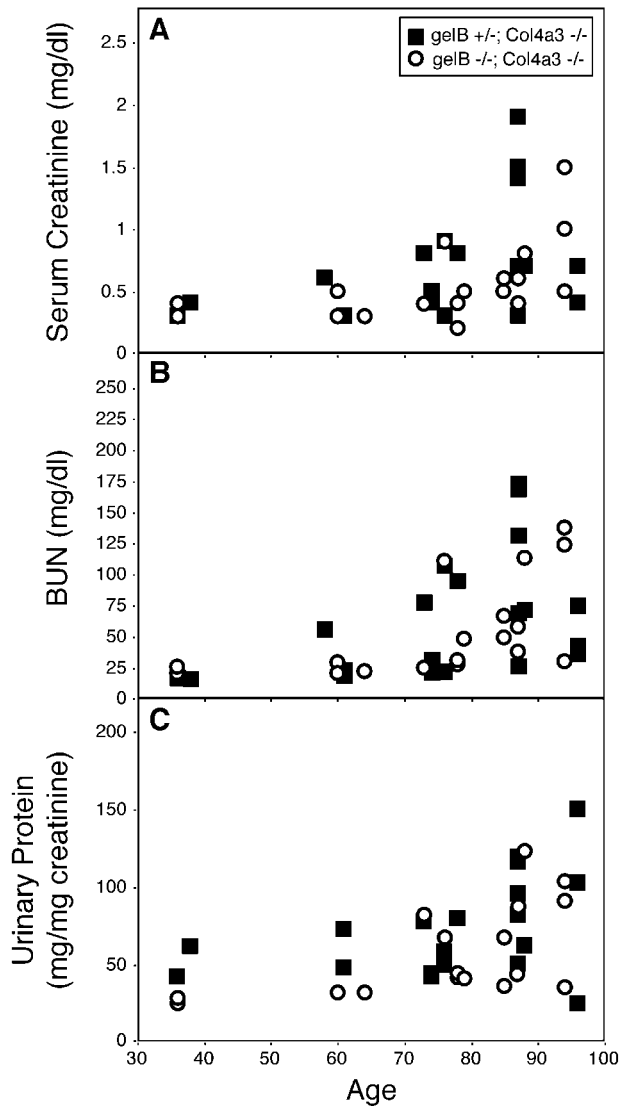 A
gelB +/-; Col4a3 -/-
gelB -/-; Col4a3 -/-
Serum Creatinine (mg/dl)
2.5
2
1.5
1
0.5
0
B
BUN (mg/dl)
250
225
200
175
150
125
100
75
50
25
0
C
Urinary Protein
(mg/mg creatinine)
200
150
100
50
0
30 40 60 70 80 90 100
Age